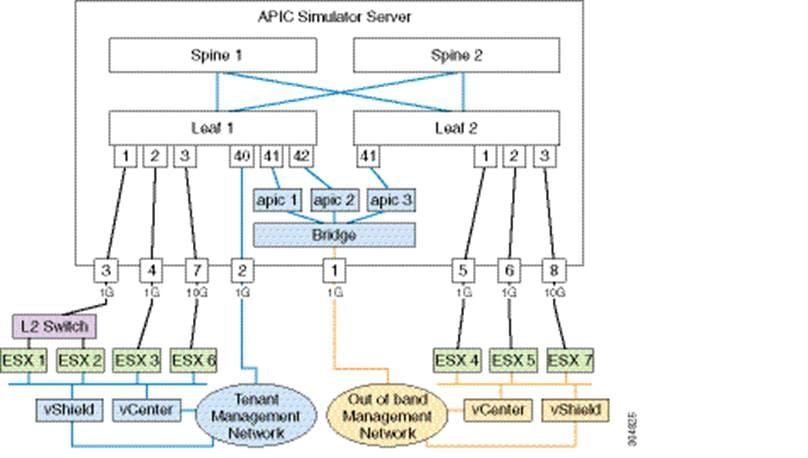 APIC Simulator Server
Spine 1
Spine 2
Leaf 1
Leaf 2
1 2 3 40 41 42
41 1 2 3
apic 1 apic 2 apic 3
Bridge
3 4 7 2 1 5 6 8
1G 1G 10G 1G 1G 1G 1G 10G
L2 Switch
ESX 1 ESX 2 ESX 3 ESX 6
ESX 4 ESX 5 ESX 7
vShield vCenter
Tenant
Management
Network
Out of band
Management
Network
vCenter vShield